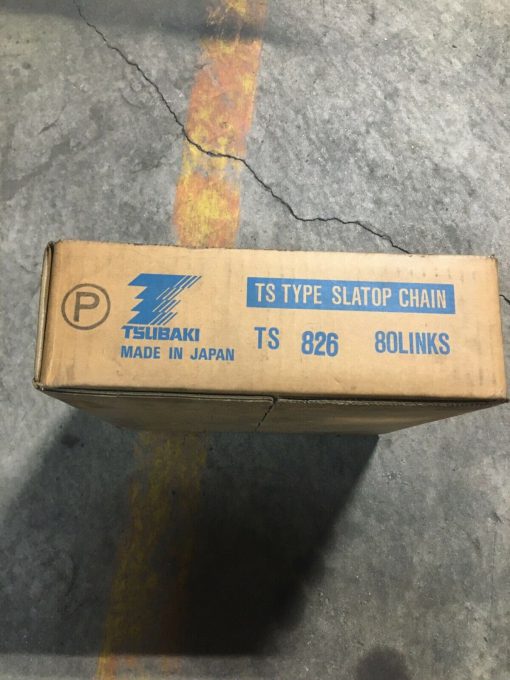 P
TSUBAKI
MADE IN JAPAN
TS TYPE SLATOP CHAIN
TS 826 80LINKS